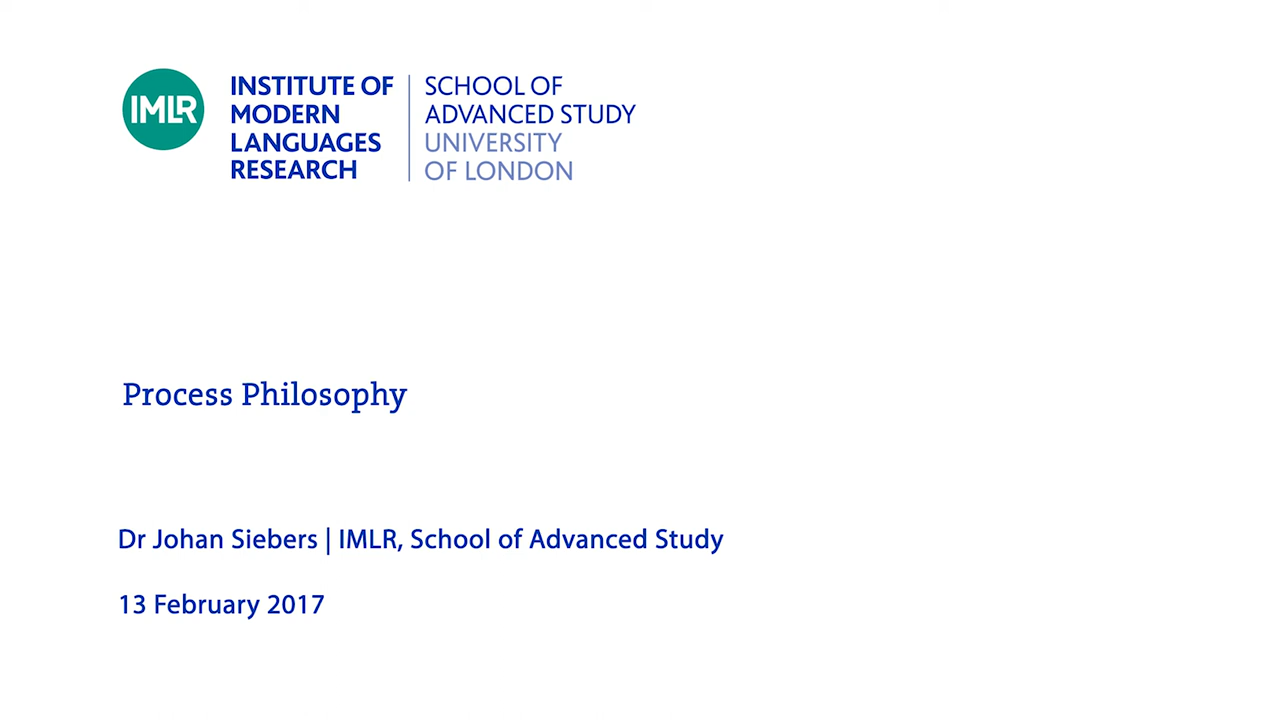 IMLR
INSTITUTE OF
MODERN
LANGUAGES
RESEARCH
SCHOOL OF
ADVANCED STUDY
UNIVERSITY
OF LONDON
Process Philosophy
Dr Johan Siebers | IMLR, School of Advanced Study
13 February 2017